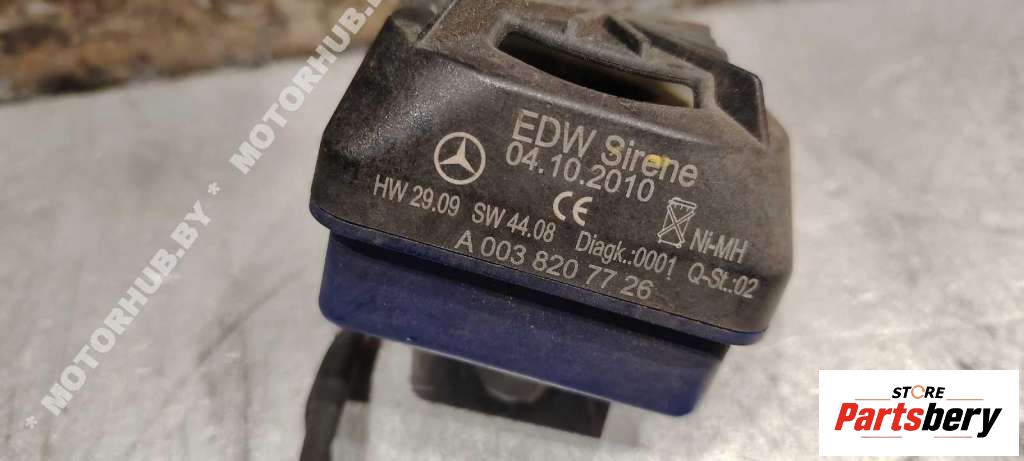 EDW Sirene
04.10.2010
CE
HW 29.09 SW 44.08 Diagk.:0001 Q-St.:02
Ni-MH
A 003 820 77 26
* MOTORHUB.BY * MOTORHUB.BY *
STORE
Partsbery